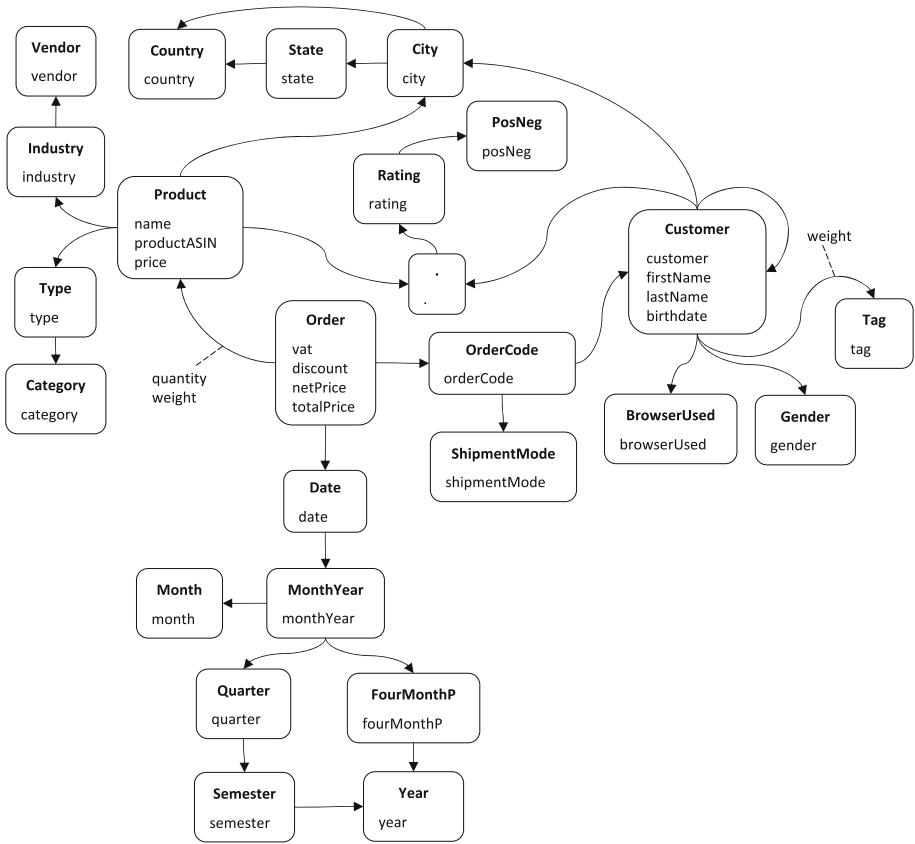 Vendor
vendor
Country
country
State
state
City
city
PosNeg
posNeg
Industry
industry
Rating
rating
Product
name
productASIN
price
Customer
customer
firstName
lastName
birthdate
weight
Type
type
.
.
Tag
tag
Order
vat
discount
netPrice
totalPrice
OrderCode
orderCode
quantity
weight
Category
category
BrowserUsed
browserUsed
Gender
gender
ShipmentMode
shipmentMode
Date
date
Month
month
MonthYear
monthYear
Quarter
quarter
FourMonthP
fourMonthP
Semester
semester
Year
year